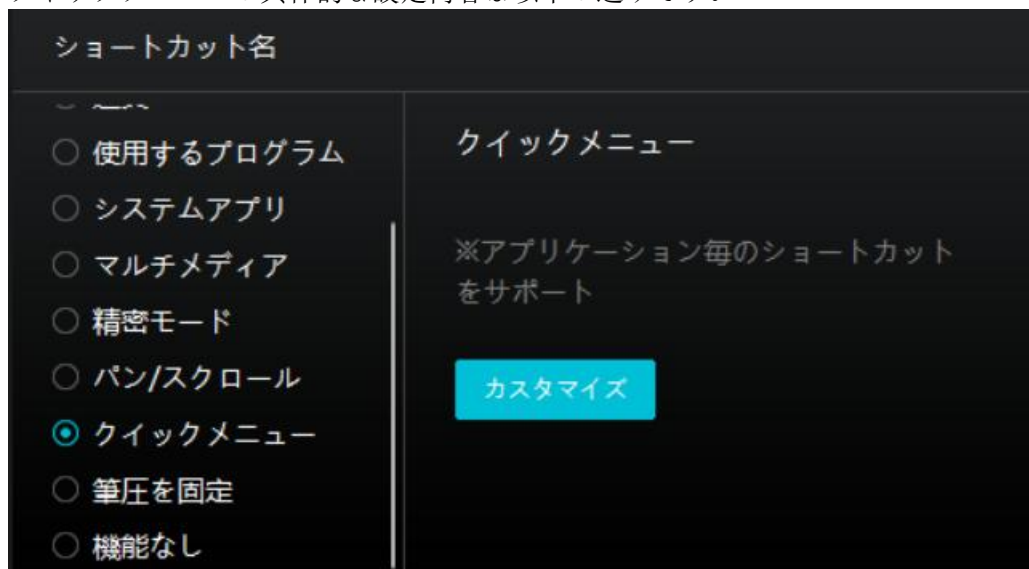 ショートカット名
使用するプログラム
システムアプリ
マルチメディア
精密モード
パン/スクロール
クイックメニュー
筆圧を固定
機能なし
クイックメニュー
※アプリケーション毎のショートカット
をサポート
カスタマイズ